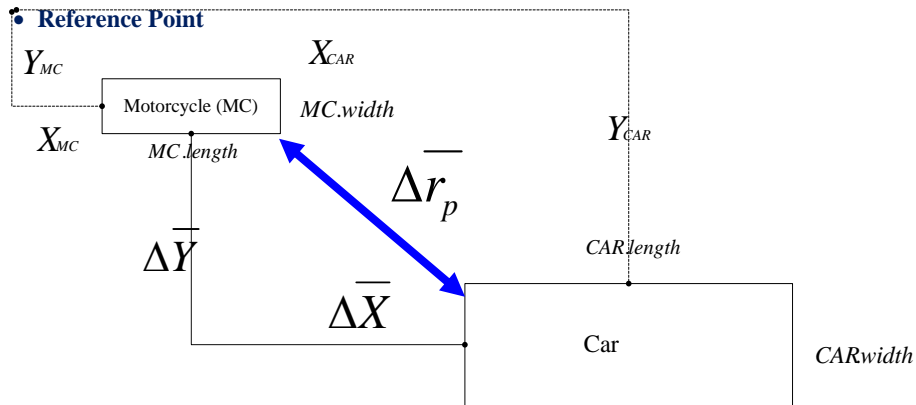 • Reference Point
Y_MC
X_CAR
Motorcycle (MC)
MC.width
X_MC
MC.length
Y_CAR
Δr_p
ΔY
CAR.length
ΔX
Car
CARwidth